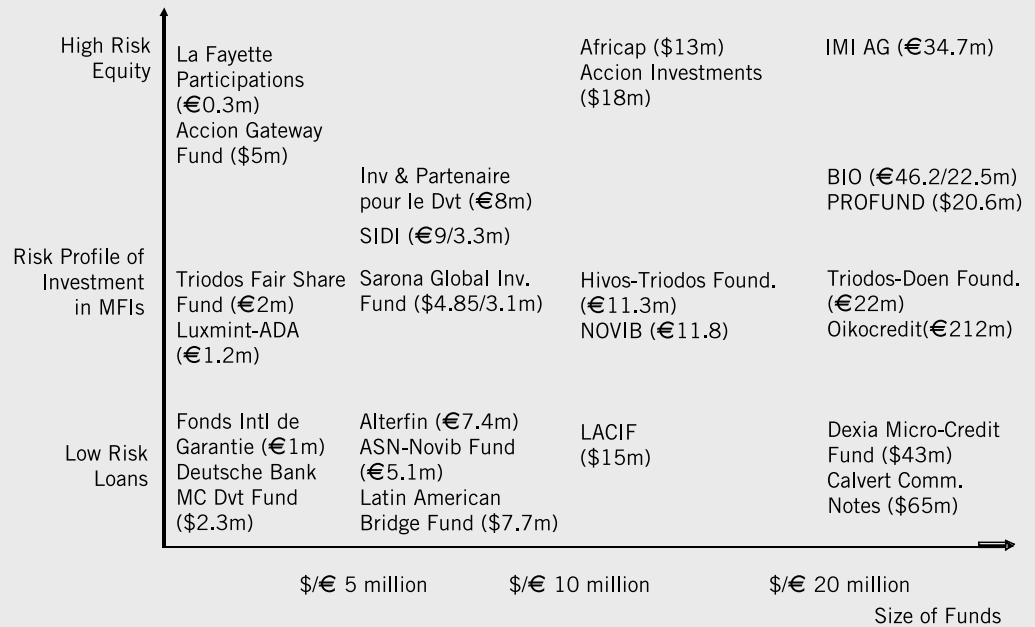 High Risk
Equity
La Fayette
Participations
(€0.3m)
Accion Gateway
Fund ($5m)
Africap ($13m)
Accion Investments
($18m)
IMI AG (€34.7m)
Inv & Partenaire
pour le Dvt (€8m)
SIDI (€9/3.3m)
BIO (€46.2/22.5m)
PROFUND ($20.6m)
Risk Profile of
Investment
in MFIs
Triodos Fair Share
Fund (€2m)
Luxmint-ADA
(€1.2m)
Sarona Global Inv.
Fund ($4.85/3.1m)
Hivos-Triodos Found.
(€11.3m)
NOVIB (€11.8)
Triodos-Doen Found.
(€22m)
Oikocredit(€212m)
Low Risk
Loans
Fonds Intl de
Garantie (€1m)
Deutsche Bank
MC Dvt Fund
($2.3m)
Alterfin (€7.4m)
ASN-Novib Fund
(€5.1m)
Latin American
Bridge Fund ($7.7m)
LACIF
($15m)
Dexia Micro-Credit
Fund ($43m)
Calvert Comm.
Notes ($65m)
$/€ 5 million
$/€ 10 million
$/€ 20 million
Size of Funds